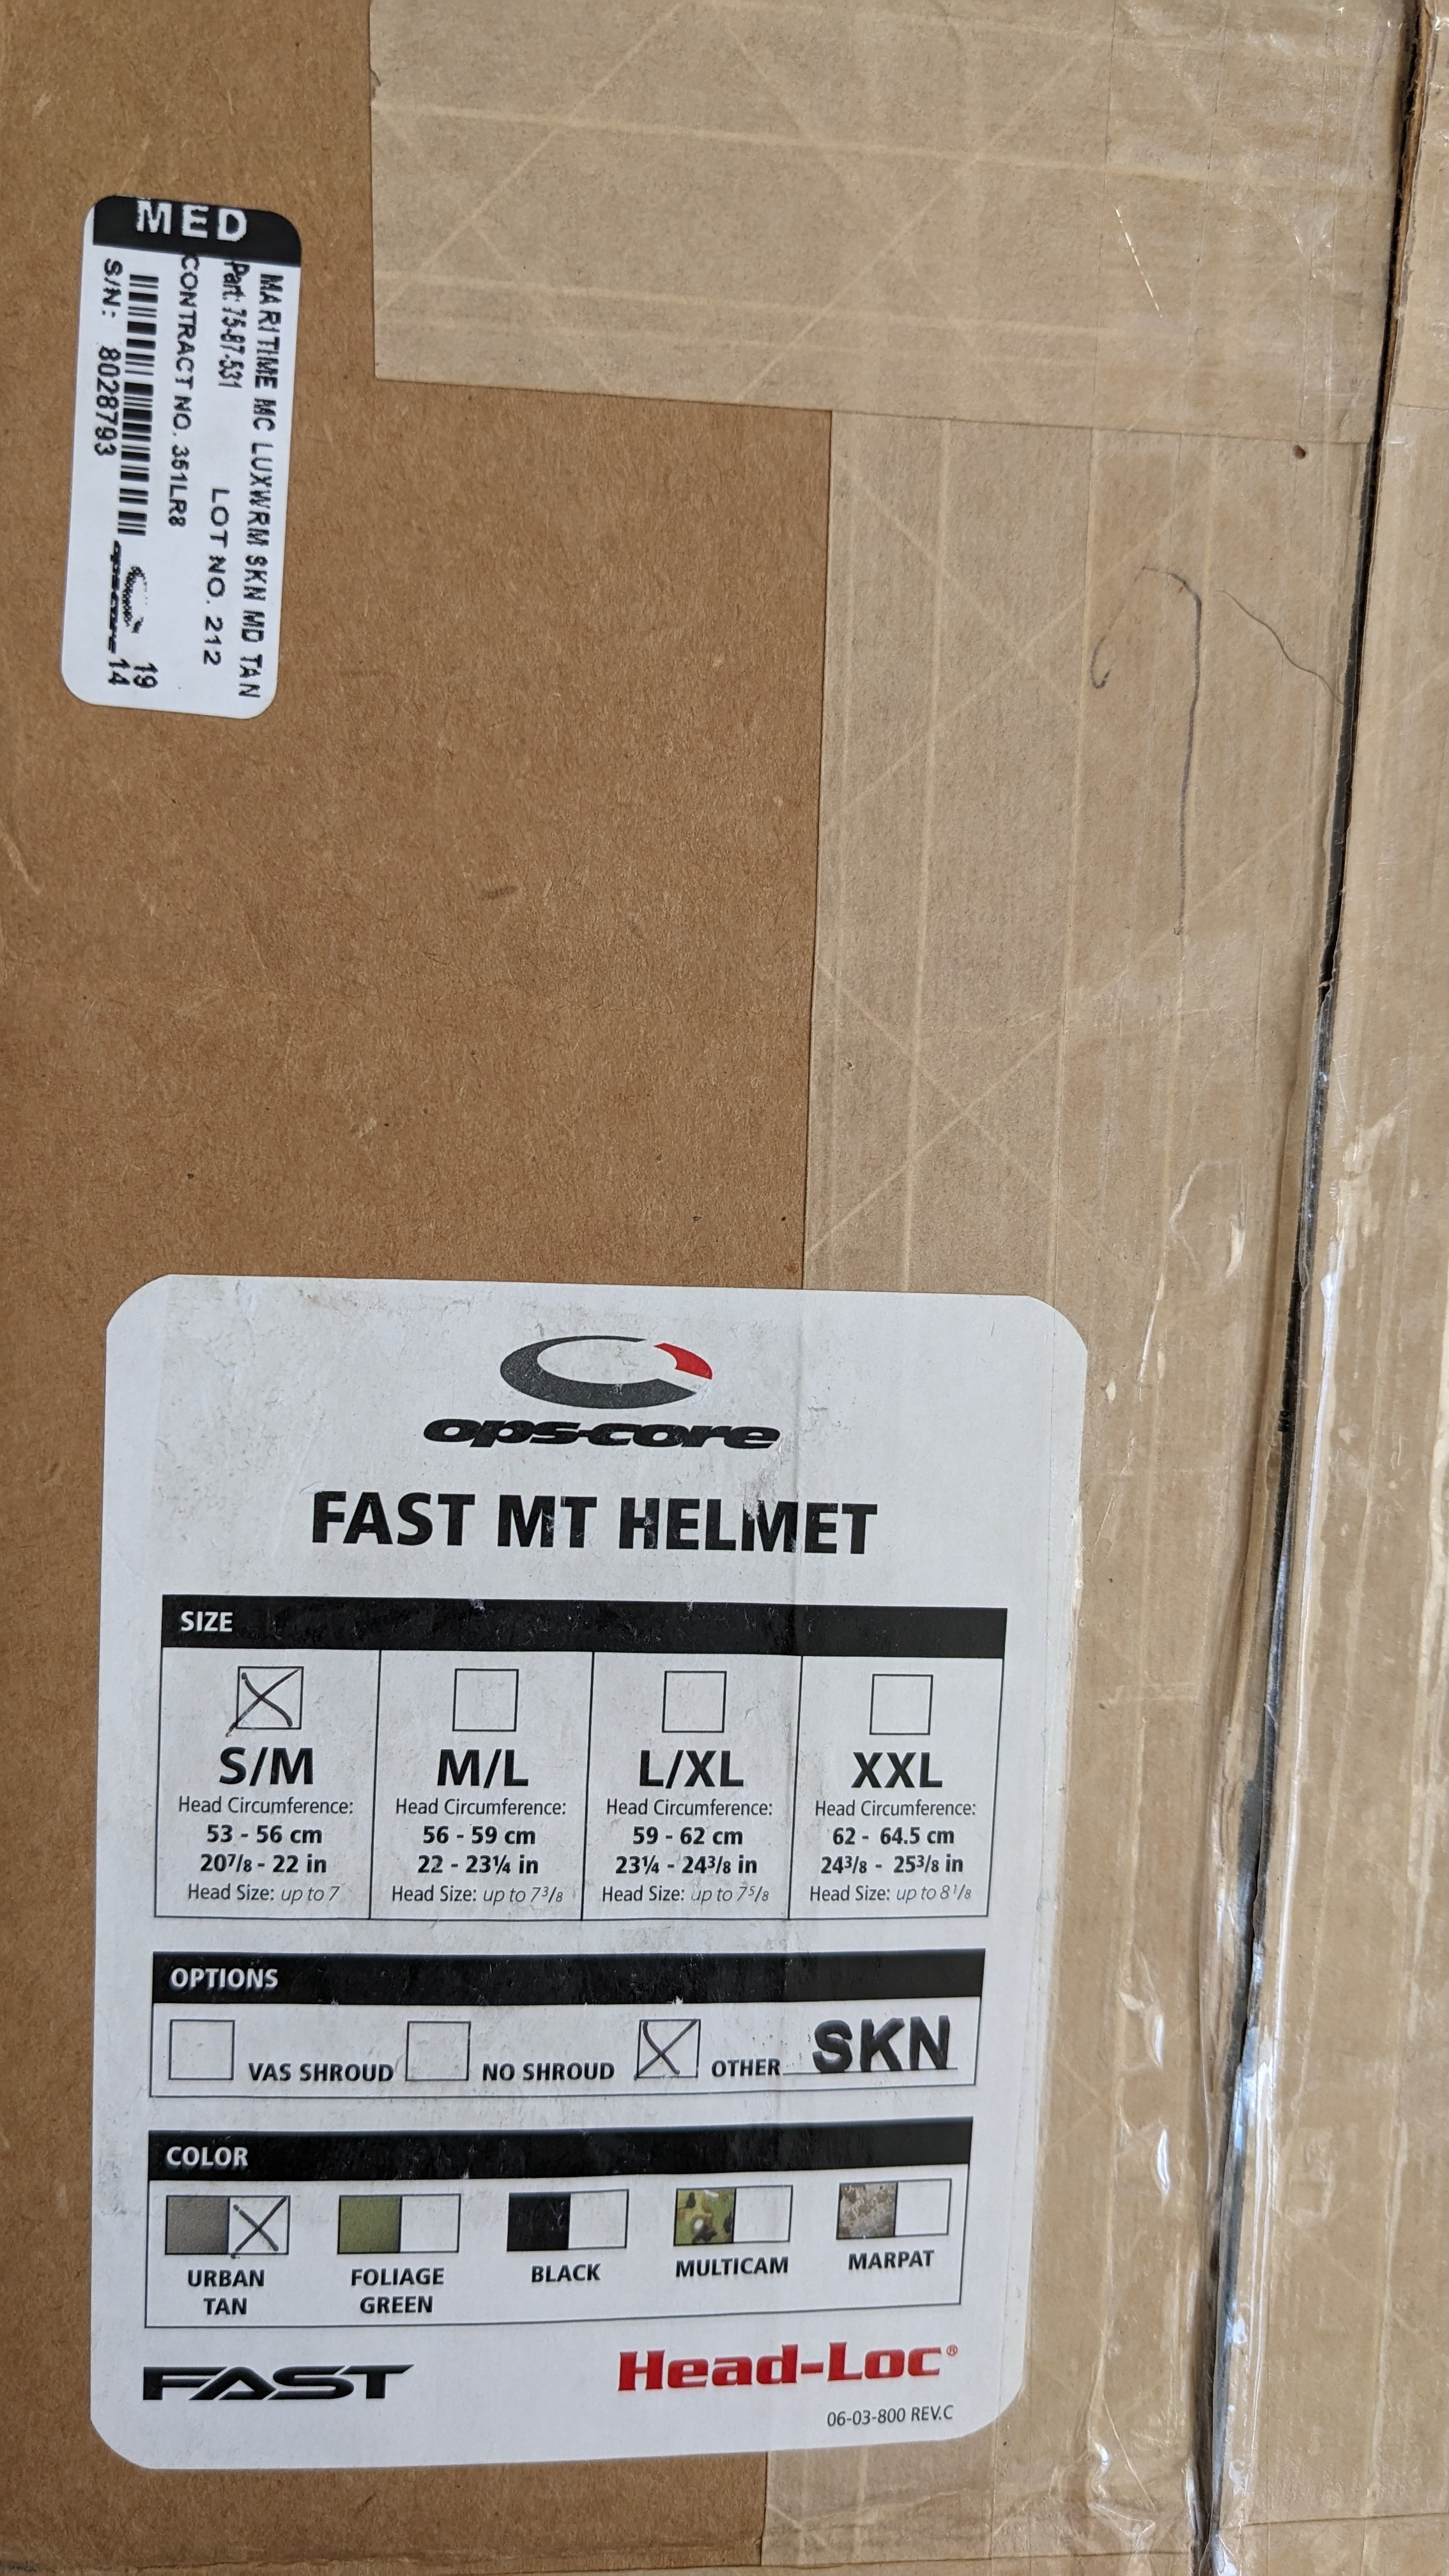 MED
MARITIME MC LUXWRM SKN MD TAN
Part: 75-87-531 LOT NO. 212
CONTRACT NO. 351LR8
19
S/N: 8028793 ops-core 14
ops-core
FAST MT HELMET
SIZE
S/M M/L L/XL XXL
Head Circumference: Head Circumference: Head Circumference: Head Circumference:
53 - 56 cm 56 - 59 cm 59 - 62 cm 62 - 64.5 cm
20⁷/₈ - 22 in 22 - 23¼ in 23¼ - 24³/₈ in 24³/₈ - 25³/₈ in
Head Size: up to 7 Head Size: up to 7³/₈ Head Size: up to 7⁵/₈ Head Size: up to 8¹/₈
OPTIONS
VAS SHROUD NO SHROUD OTHER SKN
COLOR
URBAN TAN FOLIAGE GREEN BLACK MULTICAM MARPAT
FAST Head-Loc®
06-03-800 REV.C